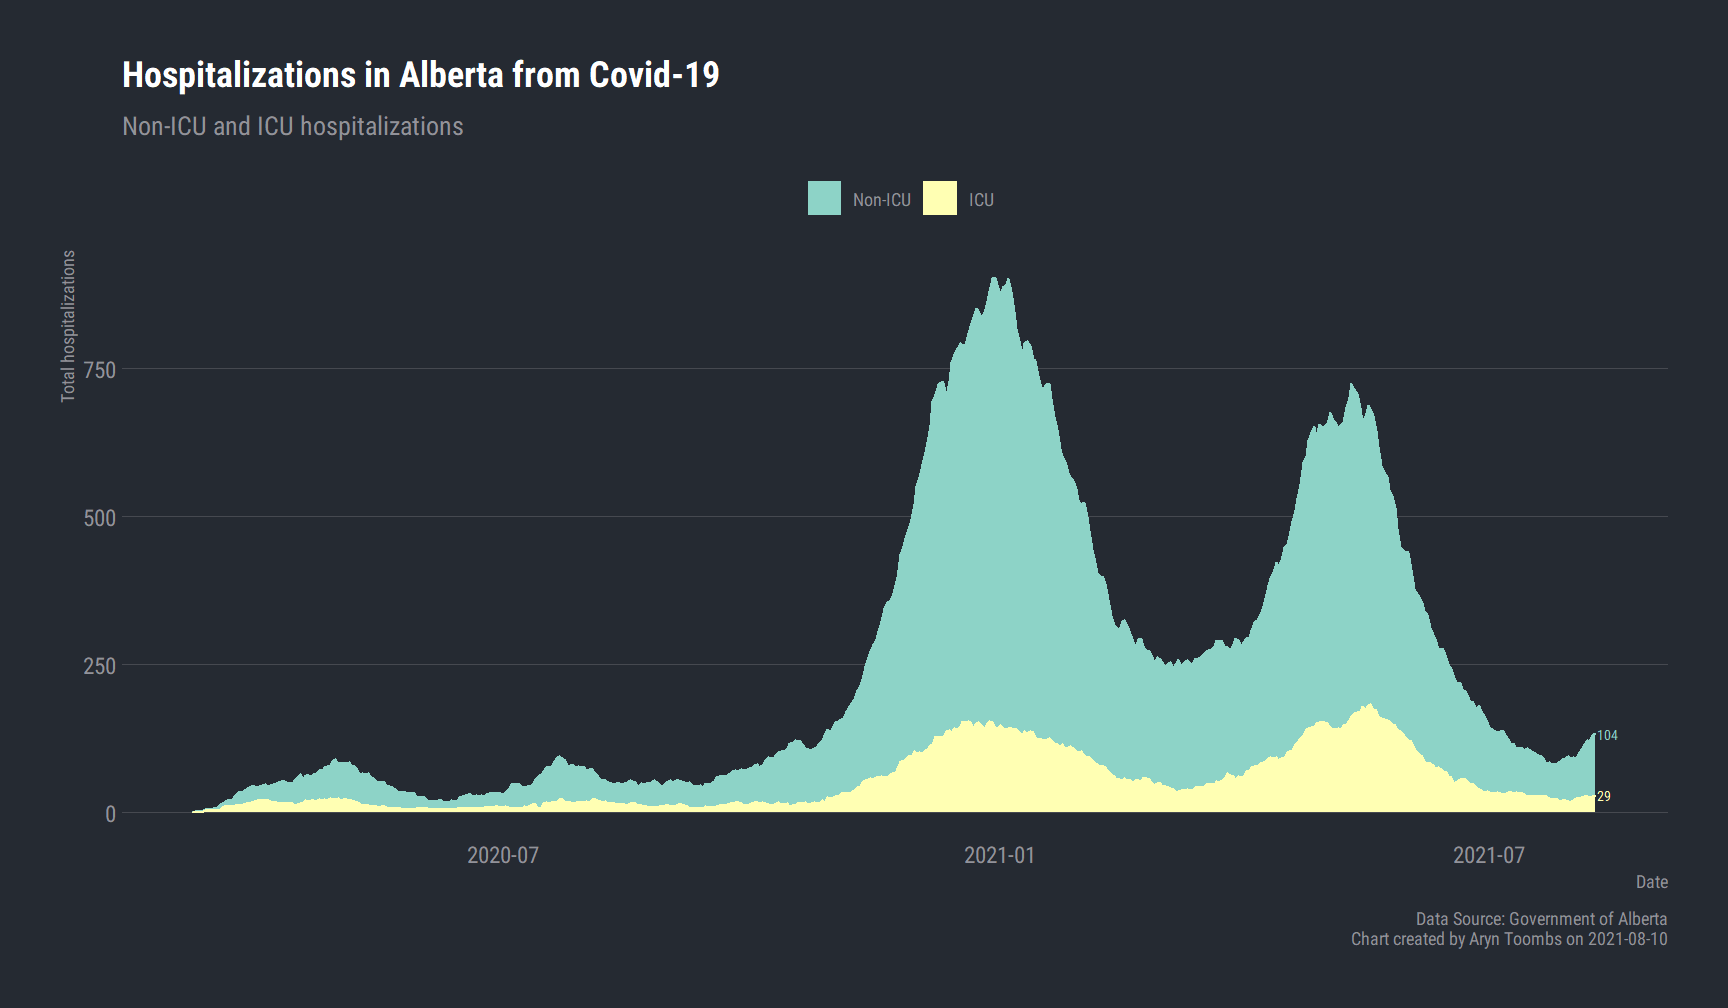 Hospitalizations in Alberta from Covid-19
Non-ICU and ICU hospitalizations
Non-ICU
ICU
Total hospitalizations
750
500
250
0
104
29
2020-07
2021-01
2021-07
Date
Data Source: Government of Alberta
Chart created by Aryn Toombs on 2021-08-10